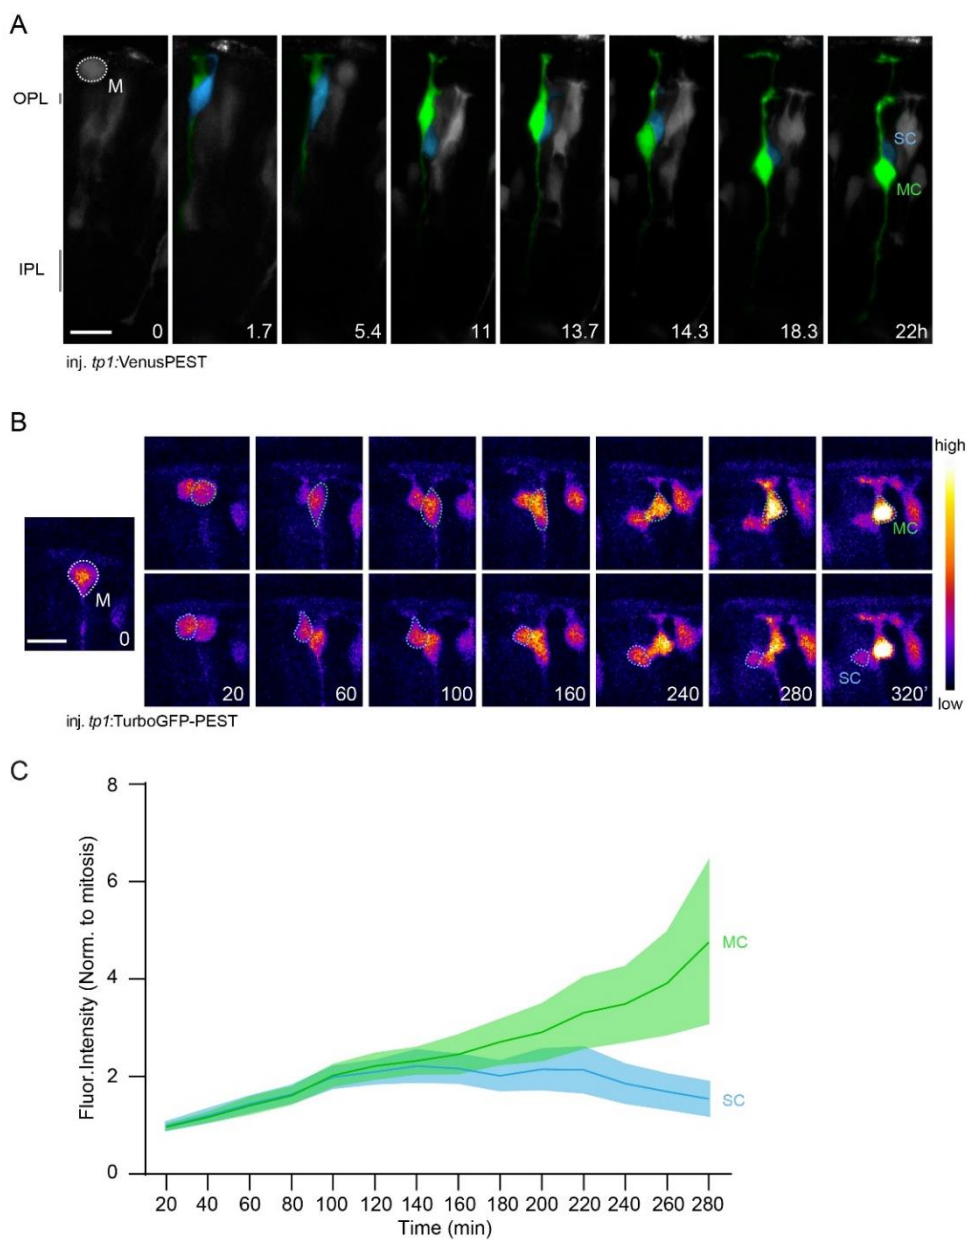 A
M
OPL
SC
MC
IPL
0
1.7
5.4
11
13.7
14.3
18.3
22h
inj. tp1:VenusPEST
B
high
MC
M
0
SC
20
60
100
160
240
280
320'
low
inj. tp1:TurboGFP-PEST
C
8
6
4
2
0
Fluor.Intensity (Norm. to mitosis)
MC
SC
20 40 60 80 100 120 140 160 180 200 220 240 260 280
Time (min)